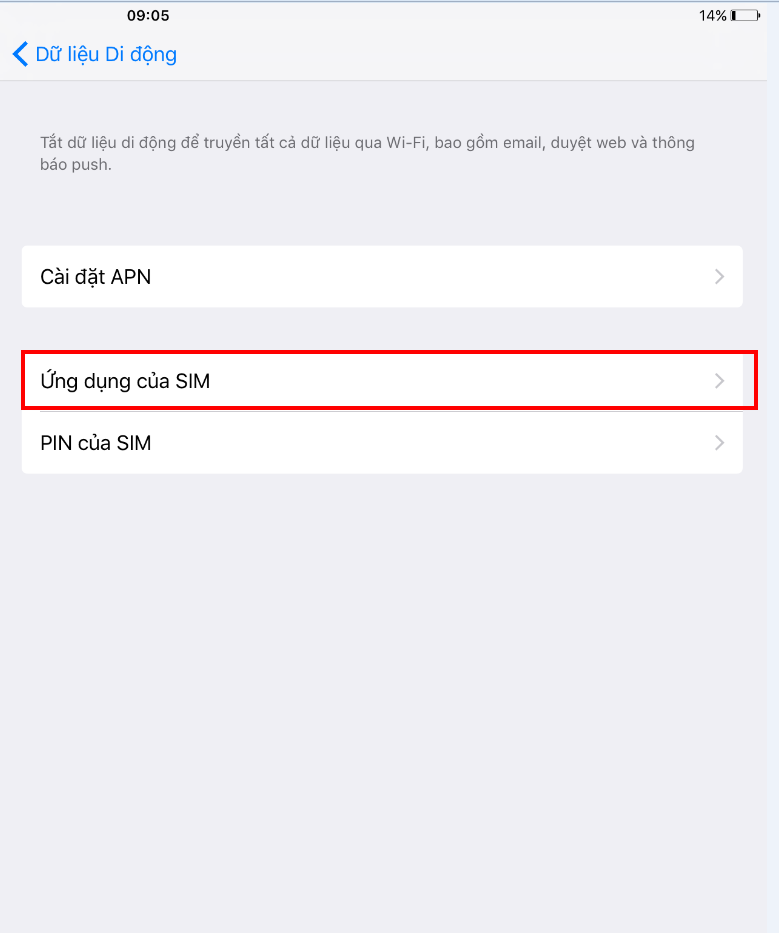 09:05 14%
Dữ liệu Di động
Tắt dữ liệu di động để truyền tất cả dữ liệu qua Wi-Fi, bao gồm email, duyệt web và thông
báo push.
Cài đặt APN
Ứng dụng của SIM
PIN của SIM